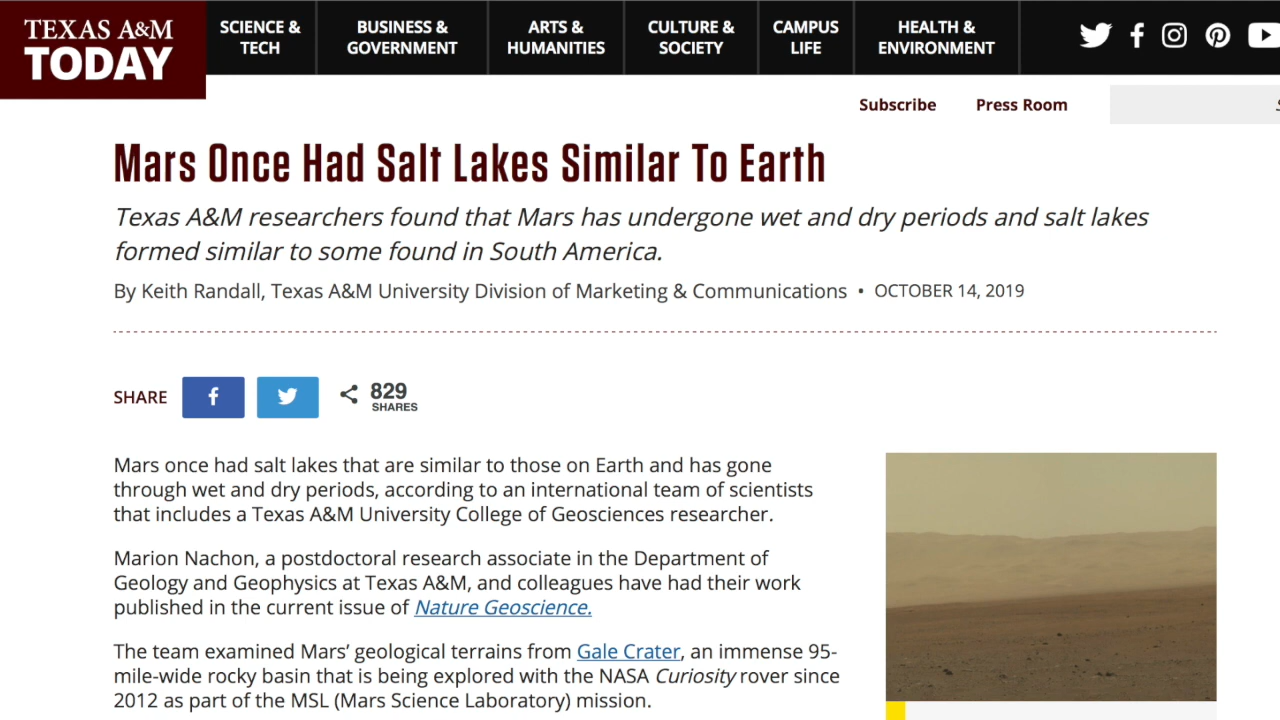 TEXAS A&M
TODAY
SCIENCE &
TECH
BUSINESS &
GOVERNMENT
ARTS &
HUMANITIES
CULTURE &
SOCIETY
CAMPUS
LIFE
HEALTH &
ENVIRONMENT
Subscribe
Press Room
Mars Once Had Salt Lakes Similar To Earth
Texas A&M researchers found that Mars has undergone wet and dry periods and salt lakes
formed similar to some found in South America.
By Keith Randall, Texas A&M University Division of Marketing & Communications • OCTOBER 14, 2019
SHARE
829
SHARES
Mars once had salt lakes that are similar to those on Earth and has gone
through wet and dry periods, according to an international team of scientists
that includes a Texas A&M University College of Geosciences researcher.
Marion Nachon, a postdoctoral research associate in the Department of
Geology and Geophysics at Texas A&M, and colleagues have had their work
published in the current issue of Nature Geoscience.
The team examined Mars’ geological terrains from Gale Crater, an immense 95-
mile-wide rocky basin that is being explored with the NASA Curiosity rover since
2012 as part of the MSL (Mars Science Laboratory) mission.